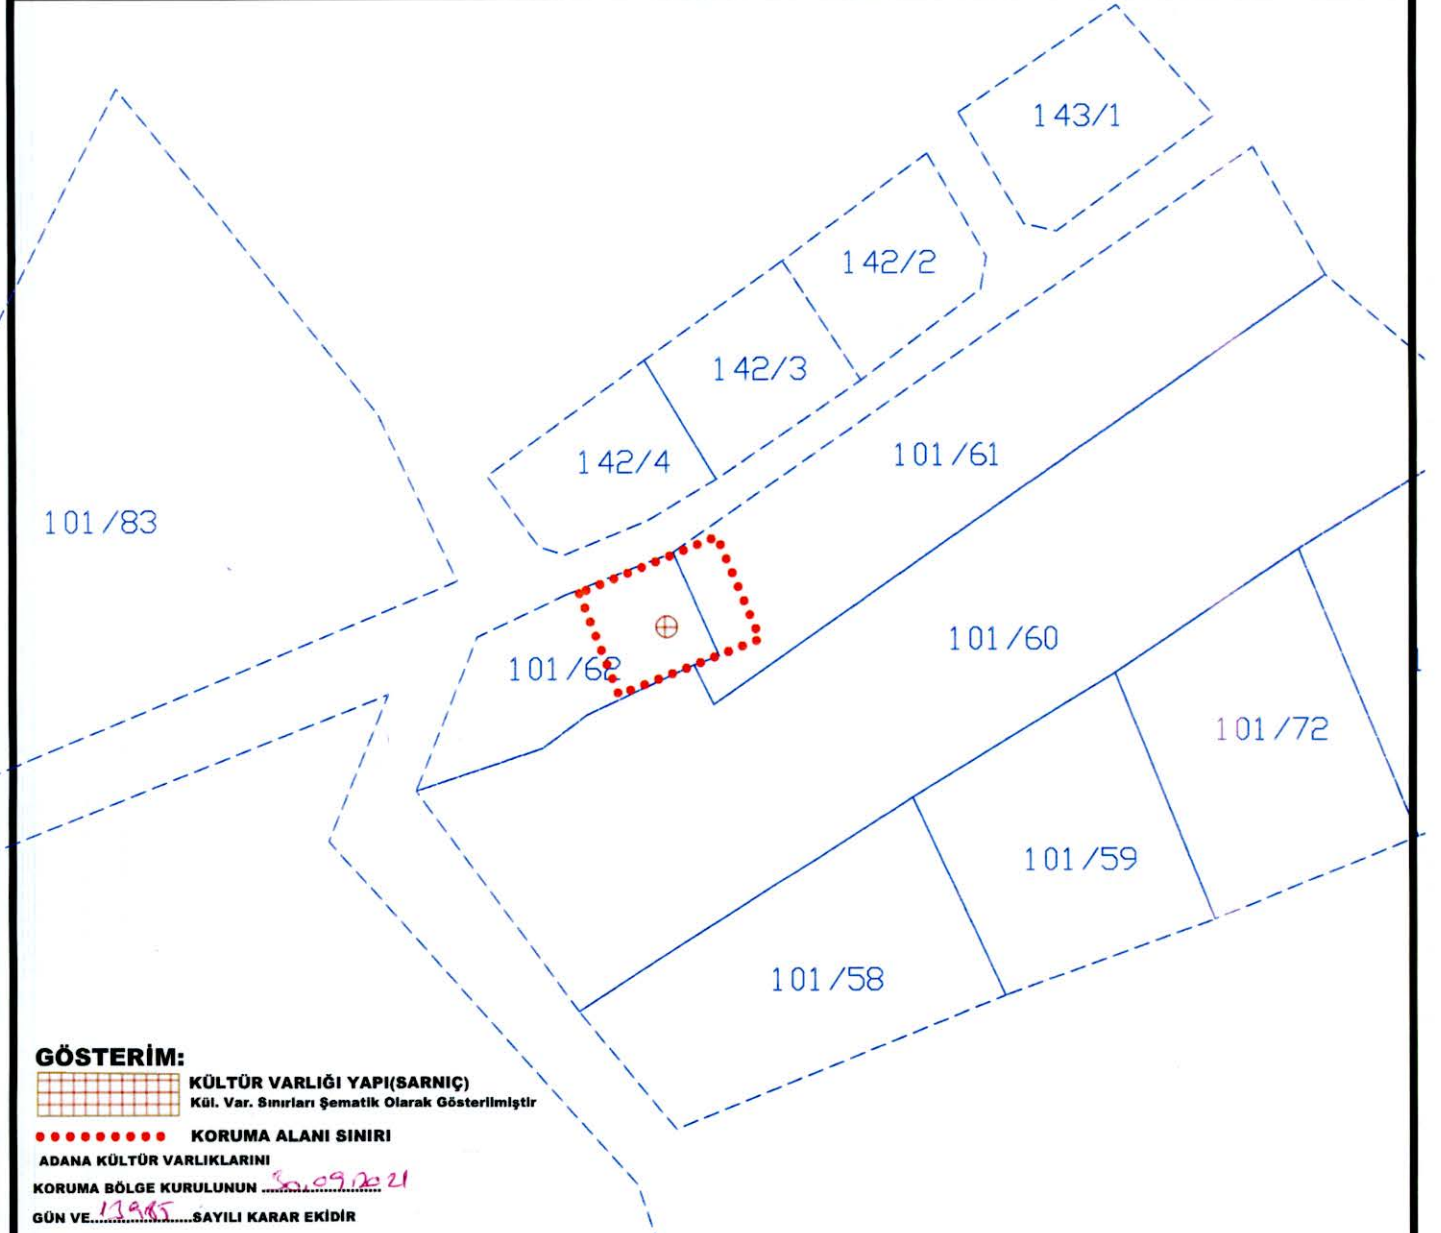 143/1
142/2
142/3
142/4
101/61
101/83
101/60
101/62
101/72
101/59
101/58
GÖSTERİM:
KÜLTÜR VARLIĞI YAPI(SARNIÇ)
Kül. Var. Sınırları Şematik Olarak Gösterilmiştir
KORUMA ALANI SINIRI
ADANA KÜLTÜR VARLIKLARINI
KORUMA BÖLGE KURULUNUN 30.09.2021
GÜN VE 13985 SAYILI KARAR EKİDİR